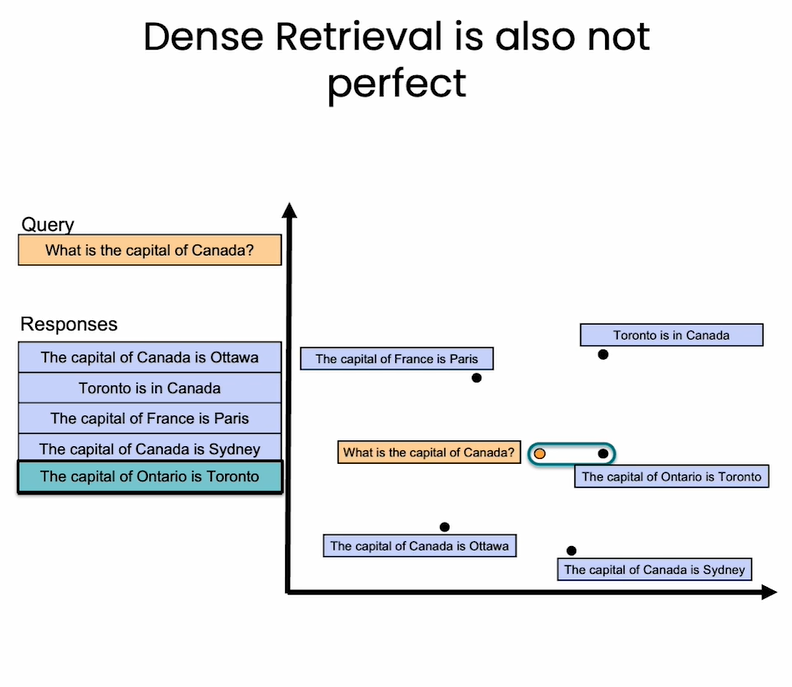 Dense Retrieval is also not
perfect
Query
What is the capital of Canada?
Responses
The capital of Canada is Ottawa
Toronto is in Canada
The capital of France is Paris
The capital of Canada is Sydney
The capital of Ontario is Toronto
Toronto is in Canada
The capital of France is Paris
What is the capital of Canada?
The capital of Ontario is Toronto
The capital of Canada is Ottawa
The capital of Canada is Sydney